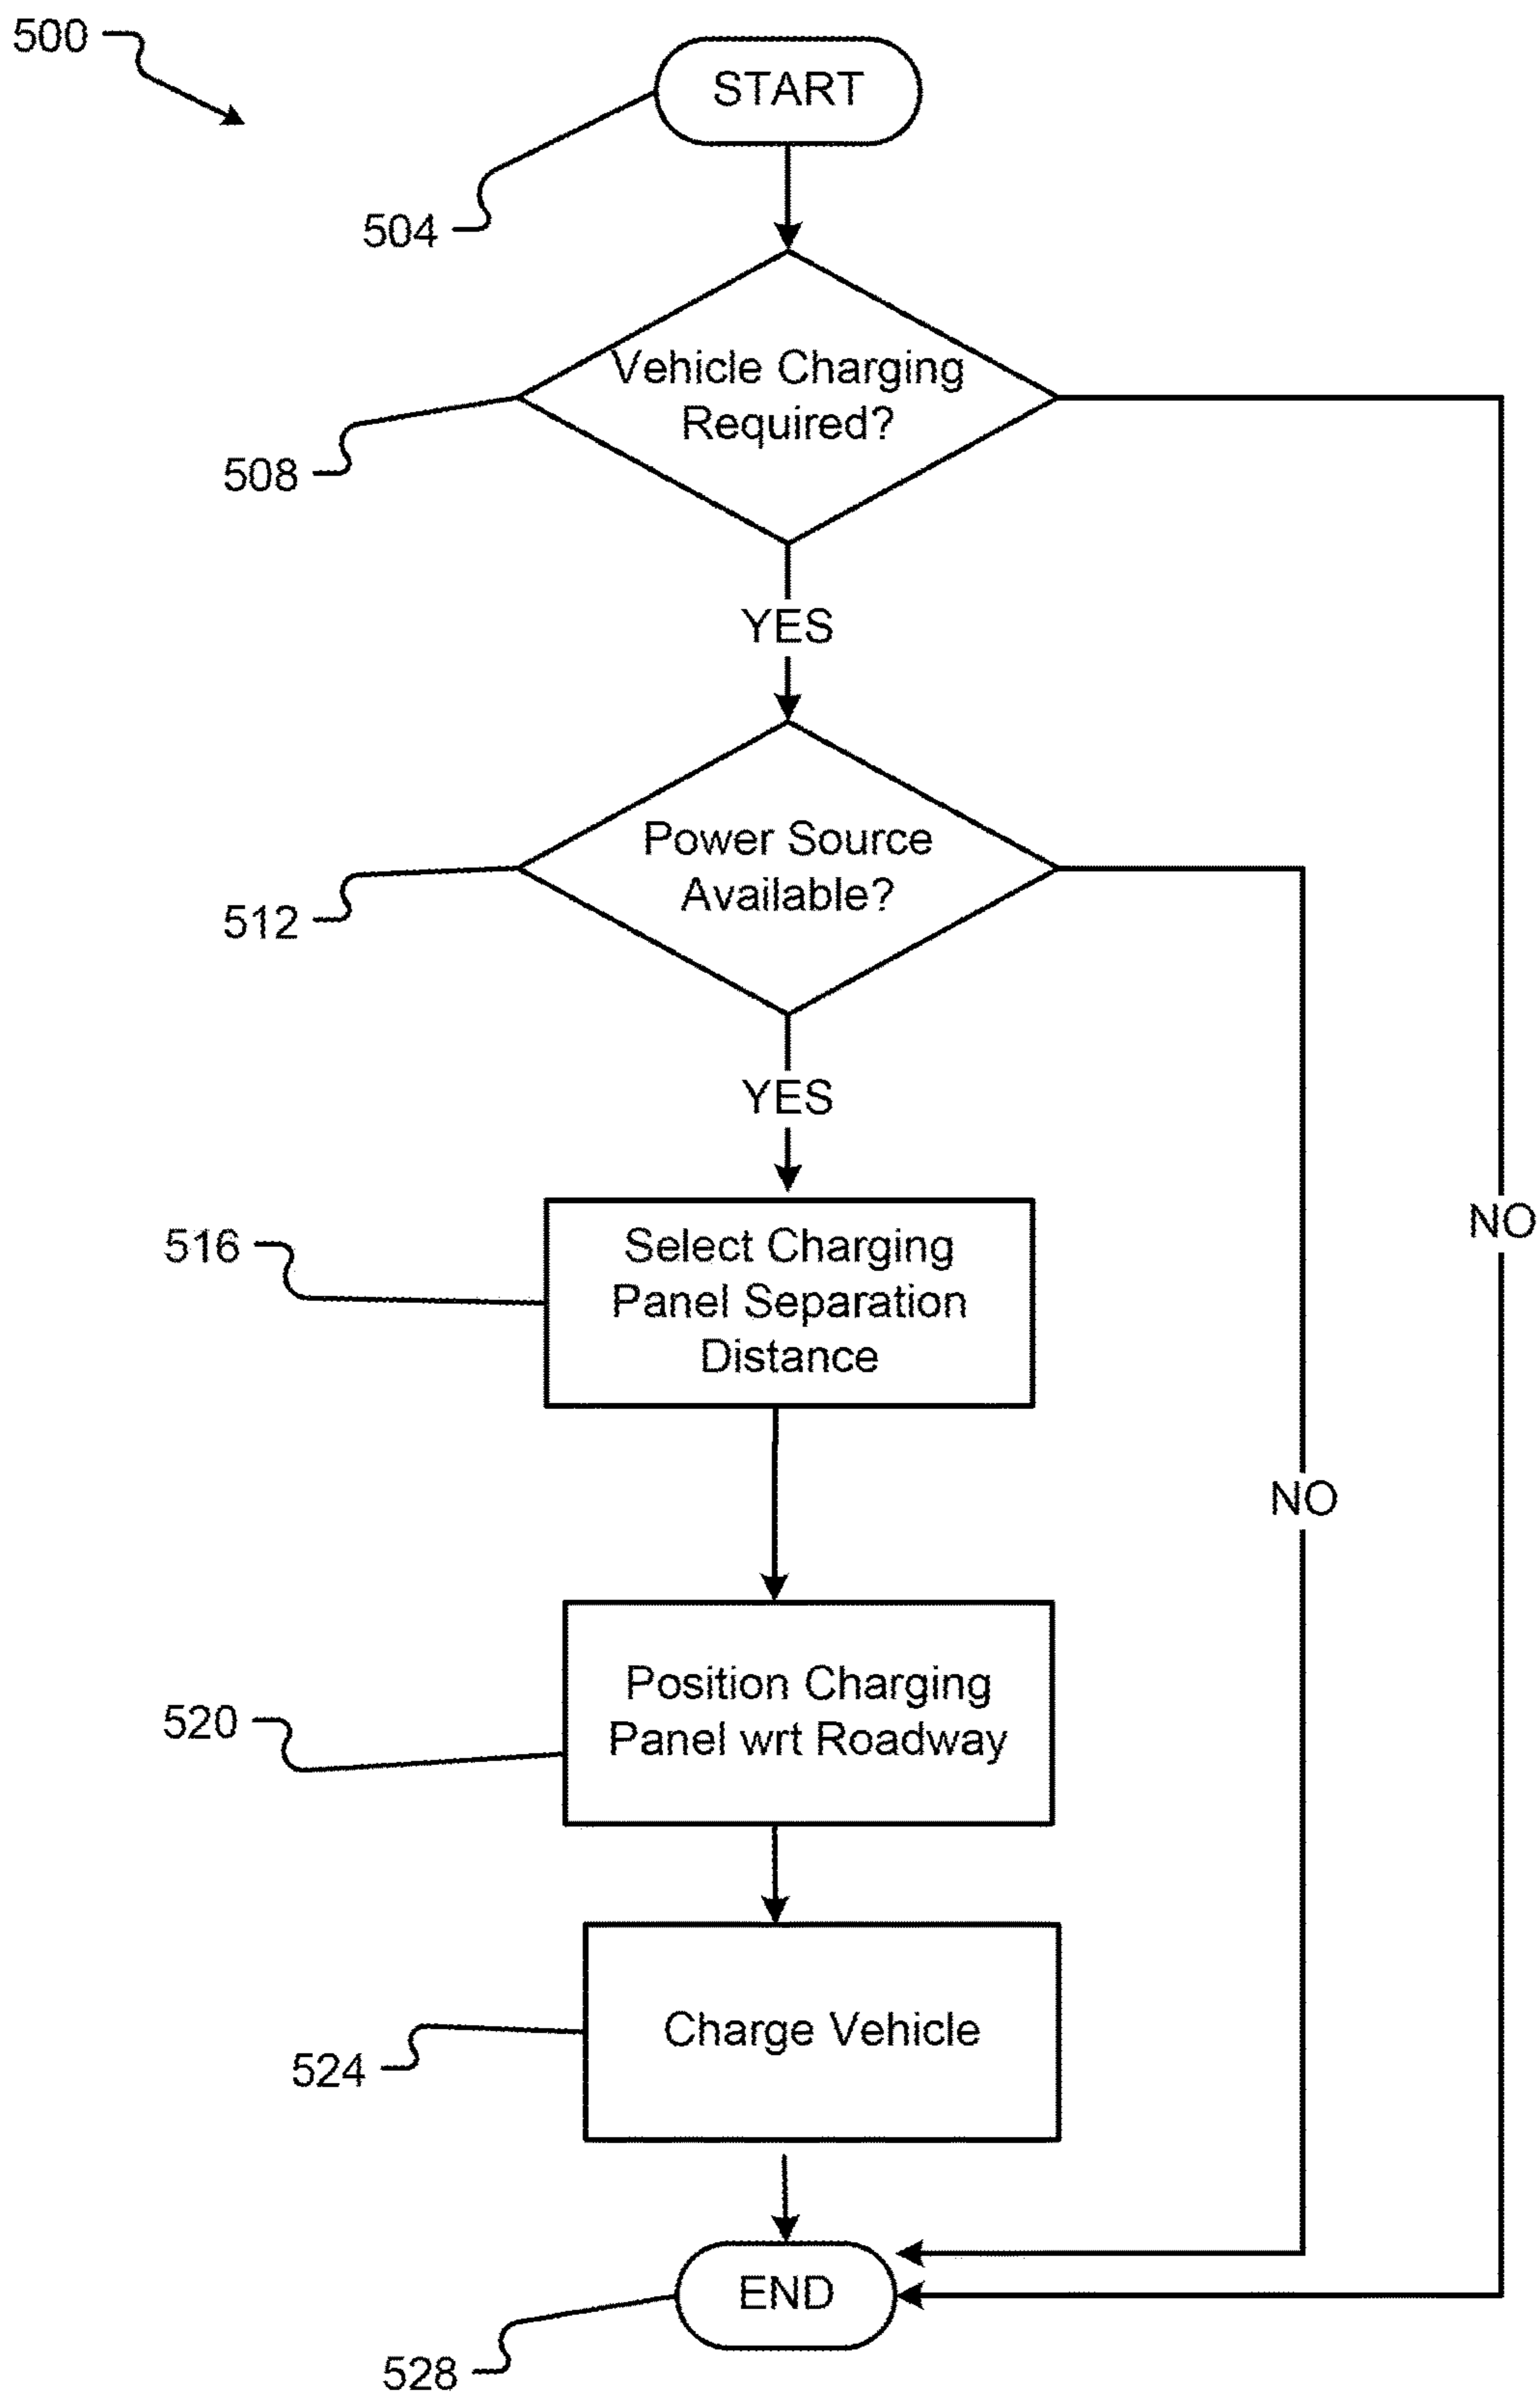 500
START
504
Vehicle Charging
Required?
508
YES
Power Source
Available?
512
YES
516
Select Charging
Panel Separation
Distance
NO
NO
Position Charging
Panel wrt Roadway
520
Charge Vehicle
524
END
528